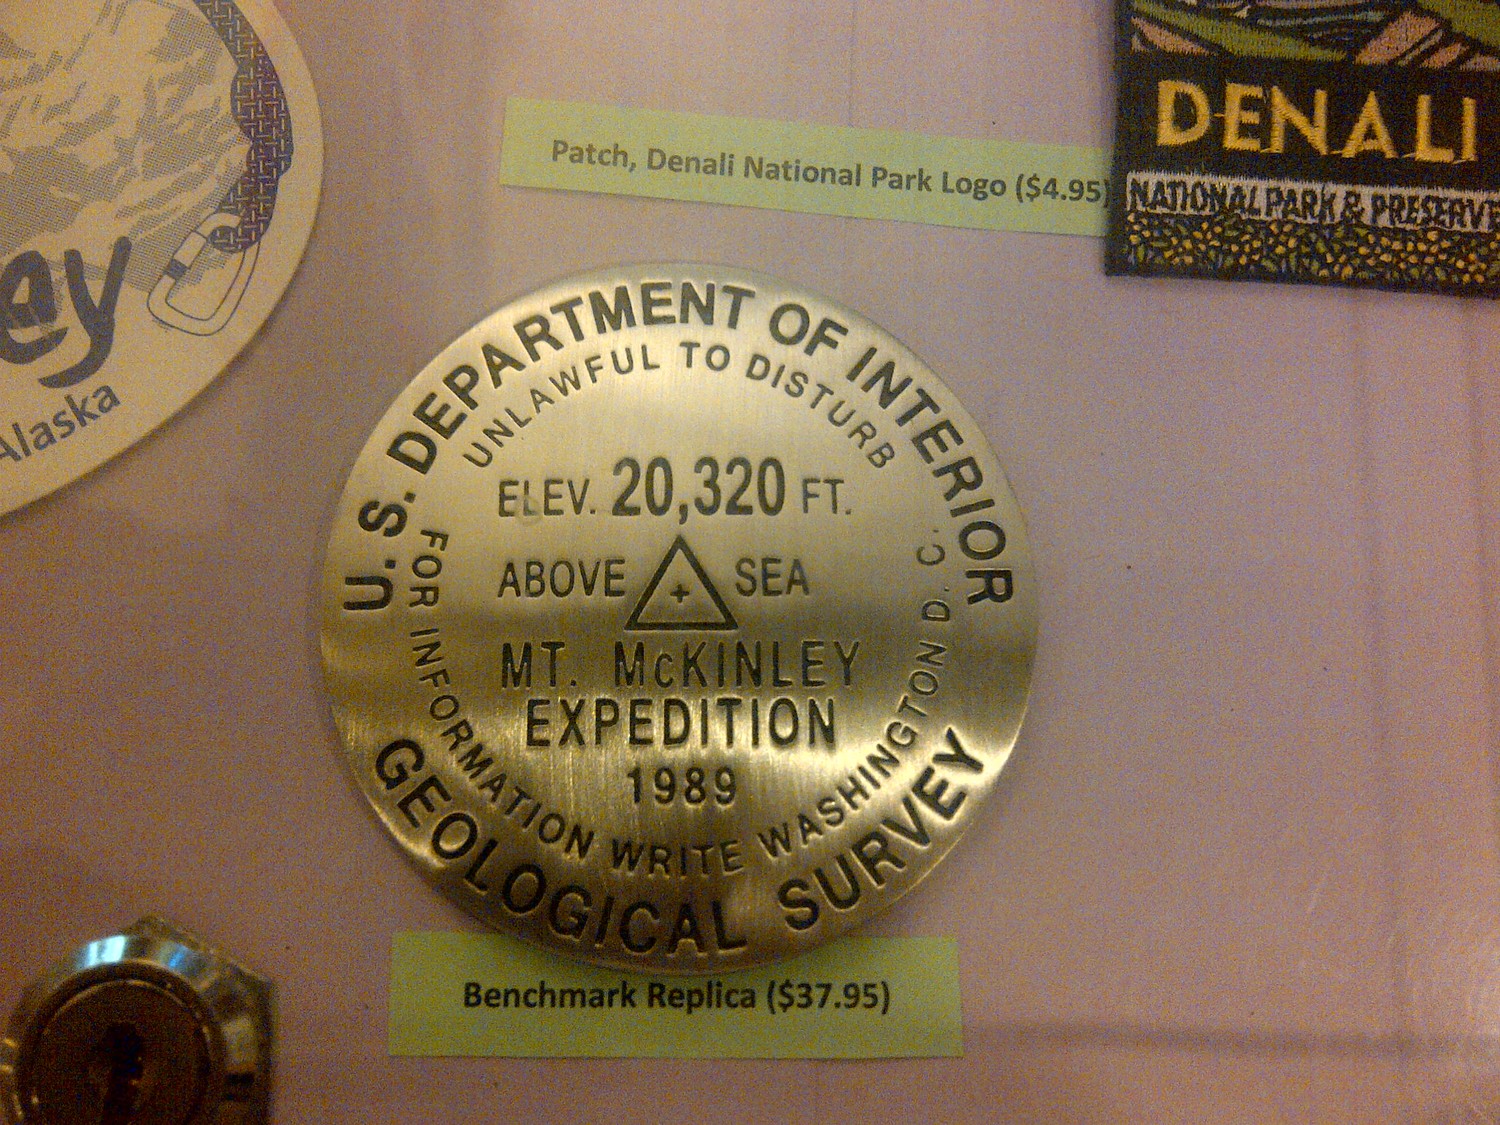 Patch, Denali National Park Logo ($4.95)
DENALI
NATIONAL PARK & PRESERVE
Alaska
U.S. DEPARTMENT OF INTERIOR
UNLAWFUL TO DISTURB
ELEV. 20,320 FT.
ABOVE SEA
MT. McKINLEY
EXPEDITION
1989
FOR INFORMATION WRITE WASHINGTON D. C.
GEOLOGICAL SURVEY
Benchmark Replica ($37.95)